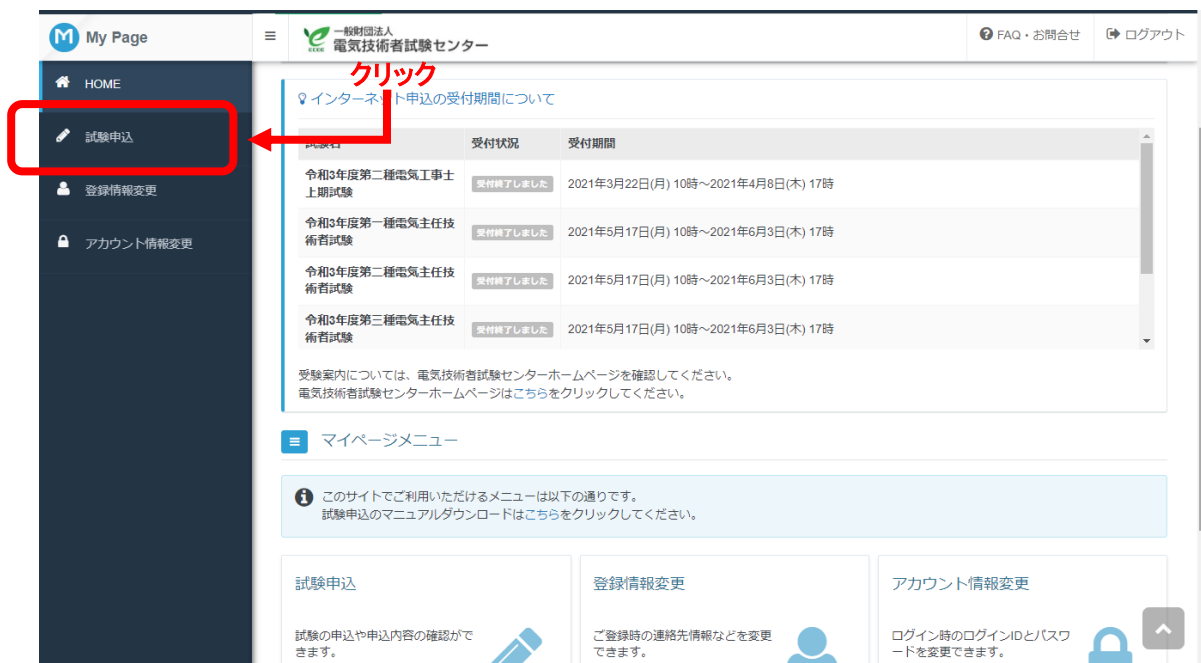 My Page
一般財団法人
ECEE
電気技術者試験センター
FAQ・お問合せ
ログアウト
クリック
HOME
試験申込
登録情報変更
アカウント情報変更
インターネット申込の受付期間について
試験名 受付状況 受付期間
令和3年度第二種電気工事士
上期試験
受付終了しました
2021年3月22日(月) 10時～2021年4月8日(木) 17時
令和3年度第一種電気主任技
術者試験
受付終了しました
2021年5月17日(月) 10時～2021年6月3日(木) 17時
令和3年度第二種電気主任技
術者試験
受付終了しました
2021年5月17日(月) 10時～2021年6月3日(木) 17時
令和3年度第三種電気主任技
術者試験
受付終了しました
2021年5月17日(月) 10時～2021年6月3日(木) 17時
受験案内については、電気技術者試験センターホームページを確認してください。
電気技術者試験センターホームページはこちらをクリックしてください。
マイページメニュー
このサイトでご利用いただけるメニューは以下の通りです。
試験申込のマニュアルダウンロードはこちらをクリックしてください。
試験申込
試験の申込や申込内容の確認がで
きます。
登録情報変更
ご登録時の連絡先情報などを変更
できます。
アカウント情報変更
ログイン時のログインIDとパスワ
ードを変更できます。